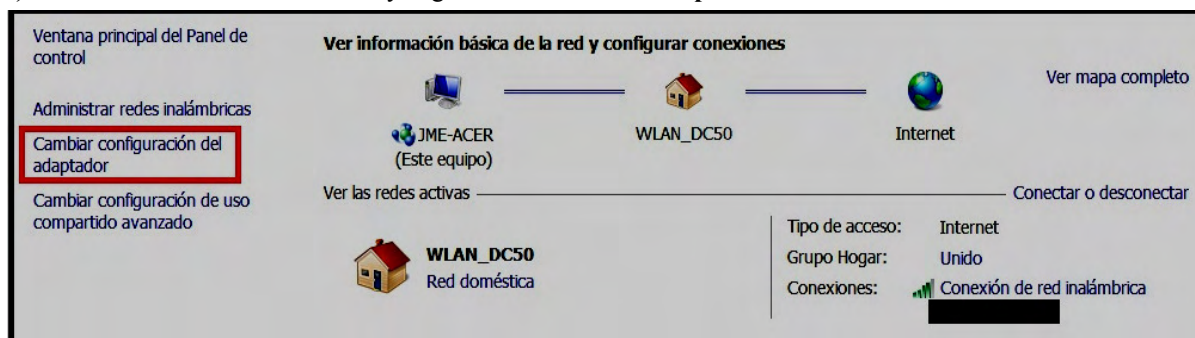 Ventana principal del Panel de
control
Administrar redes inalámbricas
Cambiar configuración del
adaptador
Cambiar configuración de uso
compartido avanzado
Ver información básica de la red y configurar conexiones
Ver mapa completo
JME-ACER
(Este equipo)
WLAN_DC50
Internet
Ver las redes activas
Conectar o desconectar
WLAN_DC50
Red doméstica
Tipo de acceso: Internet
Grupo Hogar: Unido
Conexiones: Conexión de red inalámbrica